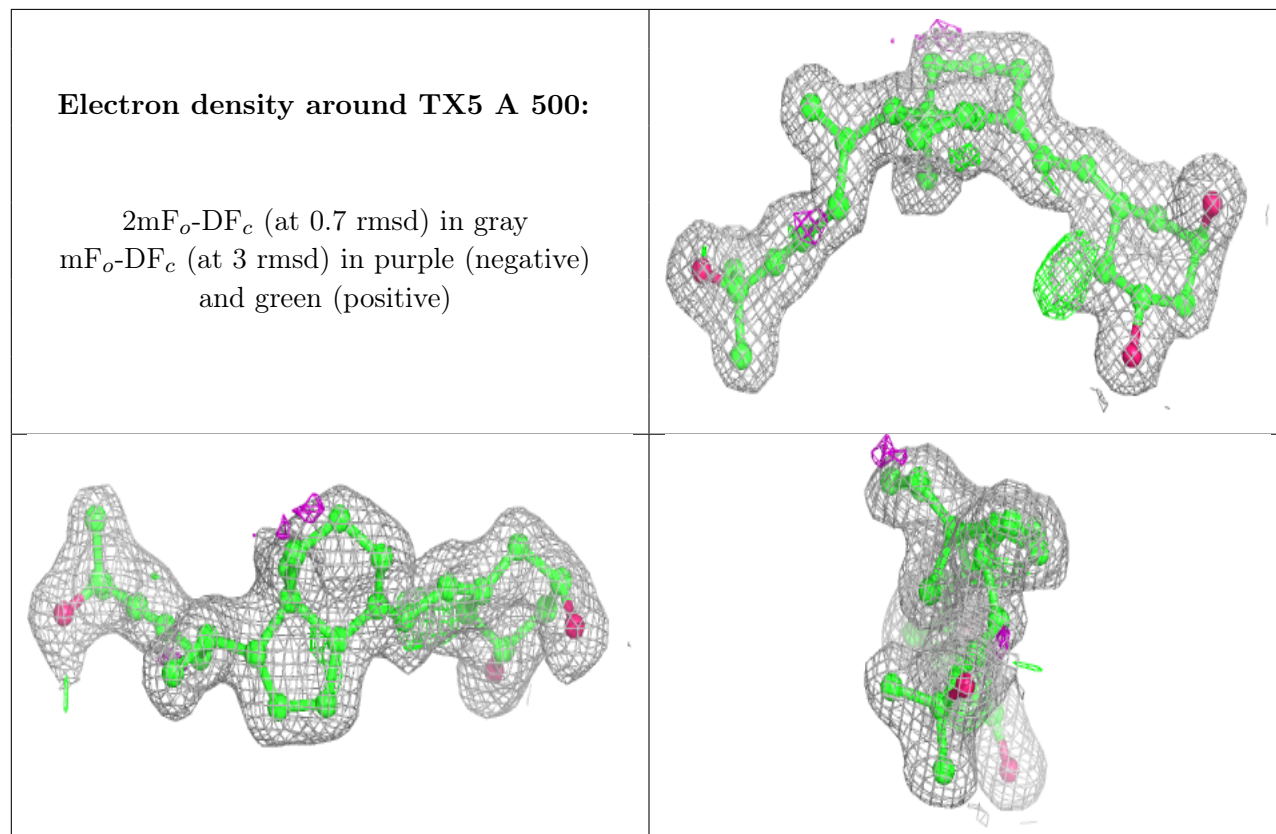 Electron density around TX5 A 500:
2mFo-DFc (at 0.7 rmsd) in gray
mFo-DFc (at 3 rmsd) in purple (negative)
and green (positive)